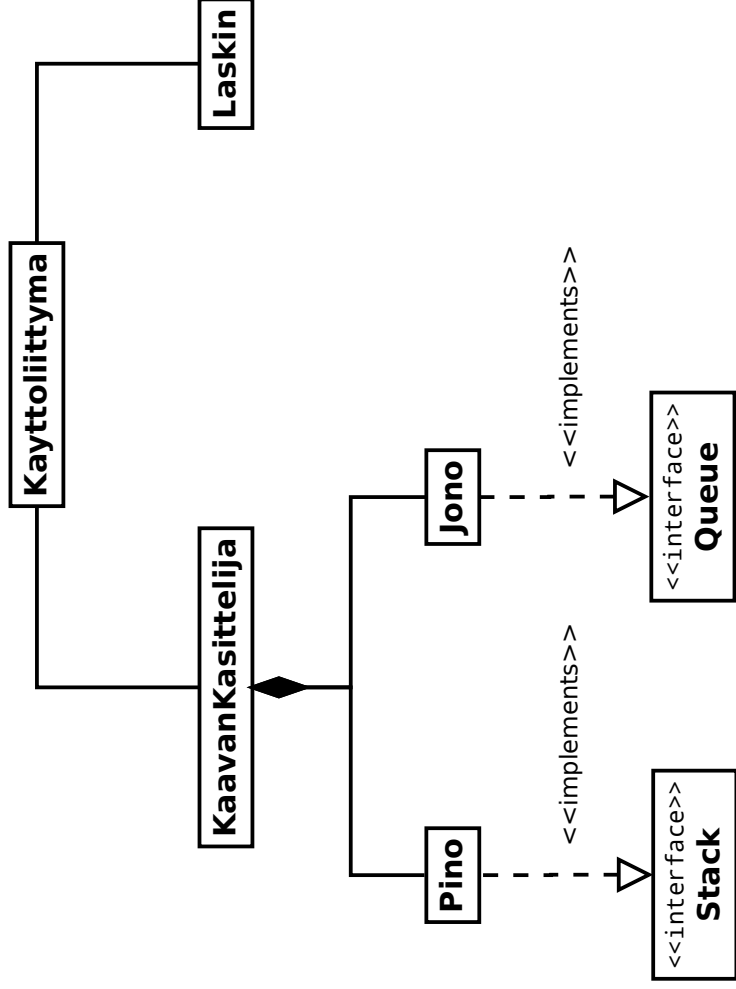 Kayttoliittyma
KaavanKasittelija
Laskin
Pino
Jono
<<implements>>
<<implements>>
<<interface>>
Stack
<<interface>>
Queue